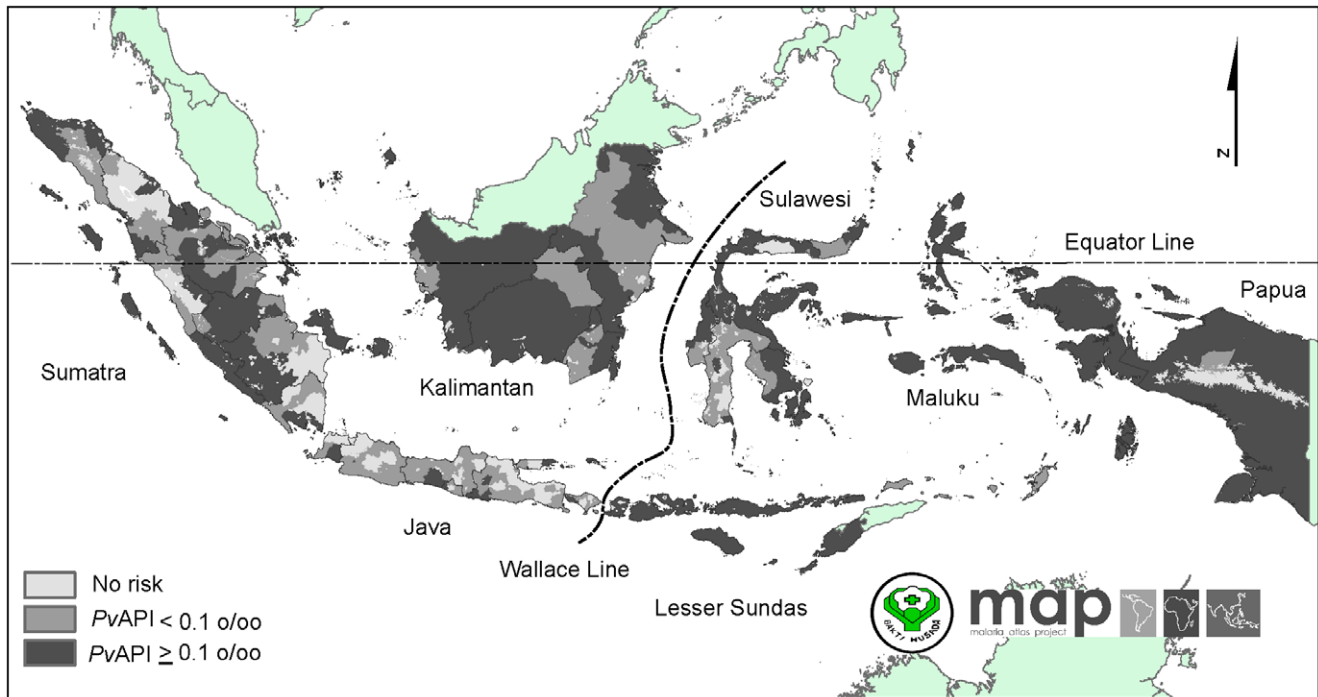 N
Sulawesi
Equator Line
Papua
Sumatra
Kalimantan
Maluku
Java
Wallace Line
Lesser Sundas
No risk
PvAPI < 0.1 o/oo
PvAPI ≥ 0.1 o/oo
BAKTI HUSADA
map
malaria atlas project